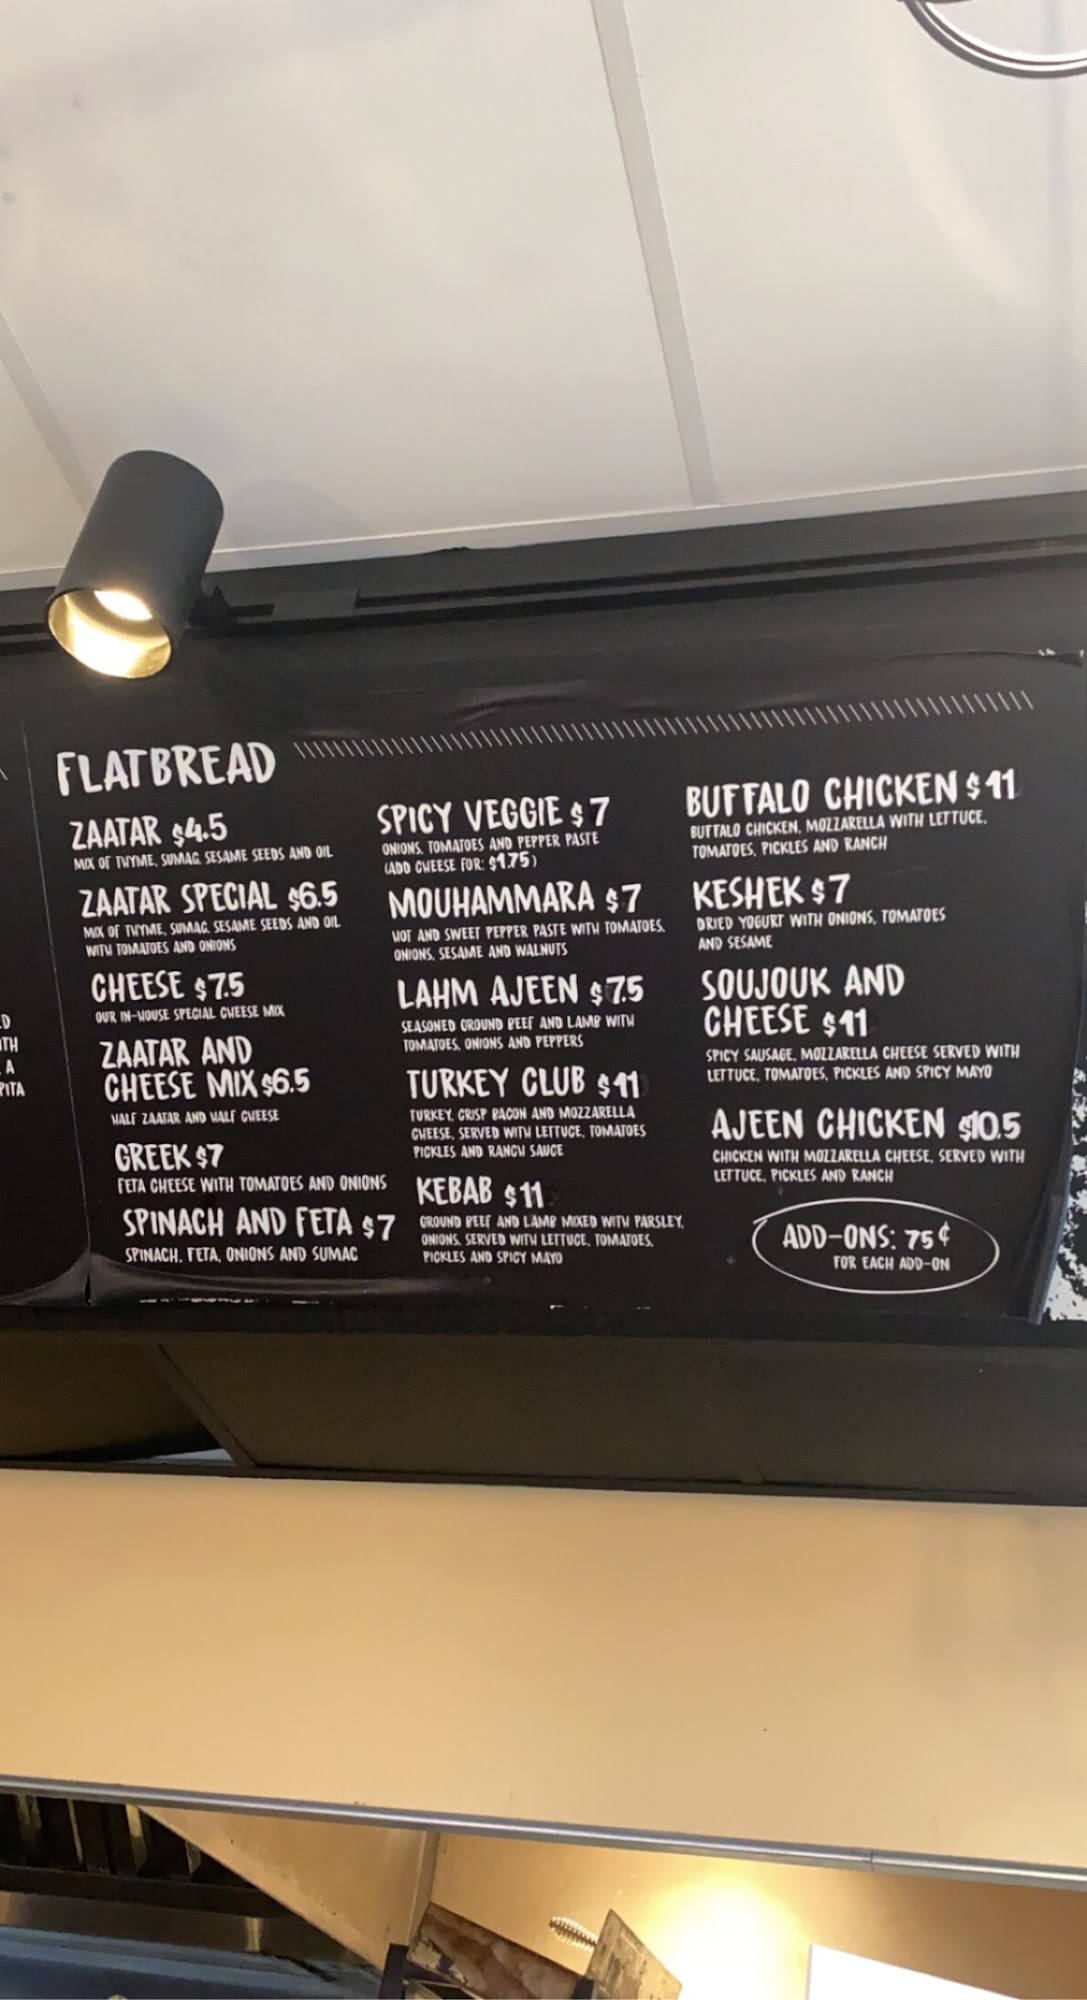 D
TH
A
PITA
FLATBREAD
ZAATAR $4.5
MIX OF THYME, SUMAC, SESAME SEEDS AND OIL
ZAATAR SPECIAL $6.5
MIX OF THYME, SUMAC, SESAME SEEDS AND OIL
WITH TOMATOES AND ONIONS
CHEESE $7.5
OUR IN-HOUSE SPECIAL CHEESE MIX
ZAATAR AND
CHEESE MIX $6.5
HALF ZAATAR AND HALF CHEESE
GREEK $7
FETA CHEESE WITH TOMATOES AND ONIONS
SPINACH AND FETA $7
SPINACH, FETA, ONIONS AND SUMAC
SPICY VEGGIE $7
ONIONS, TOMATOES AND PEPPER PASTE
(ADD CHEESE FOR: $1.75)
MOUHAMMARA $7
HOT AND SWEET PEPPER PASTE WITH TOMATOES,
ONIONS, SESAME AND WALNUTS
LAHM AJEEN $7.5
SEASONED GROUND BEEF AND LAMB WITH
TOMATOES, ONIONS AND PEPPERS
TURKEY CLUB $11
TURKEY, CRISP BACON AND MOZZARELLA
CHEESE, SERVED WITH LETTUCE, TOMATOES
PICKLES AND RANCH SAUCE
KEBAB $11
GROUND BEEF AND LAMB MIXED WITH PARSLEY,
ONIONS. SERVED WITH LETTUCE, TOMATOES,
PICKLES AND SPICY MAYO
BUFFALO CHICKEN $11
BUFFALO CHICKEN, MOZZARELLA WITH LETTUCE,
TOMATOES, PICKLES AND RANCH
KESHEK $7
DRIED YOGURT WITH ONIONS, TOMATOES
AND SESAME
SOUJOUK AND
CHEESE $11
SPICY SAUSAGE, MOZZARELLA CHEESE SERVED WITH
LETTUCE, TOMATOES, PICKLES AND SPICY MAYO
AJEEN CHICKEN $10.5
CHICKEN WITH MOZZARELLA CHEESE, SERVED WITH
LETTUCE, PICKLES AND RANCH
ADD-ONS: 75¢
FOR EACH ADD-ON